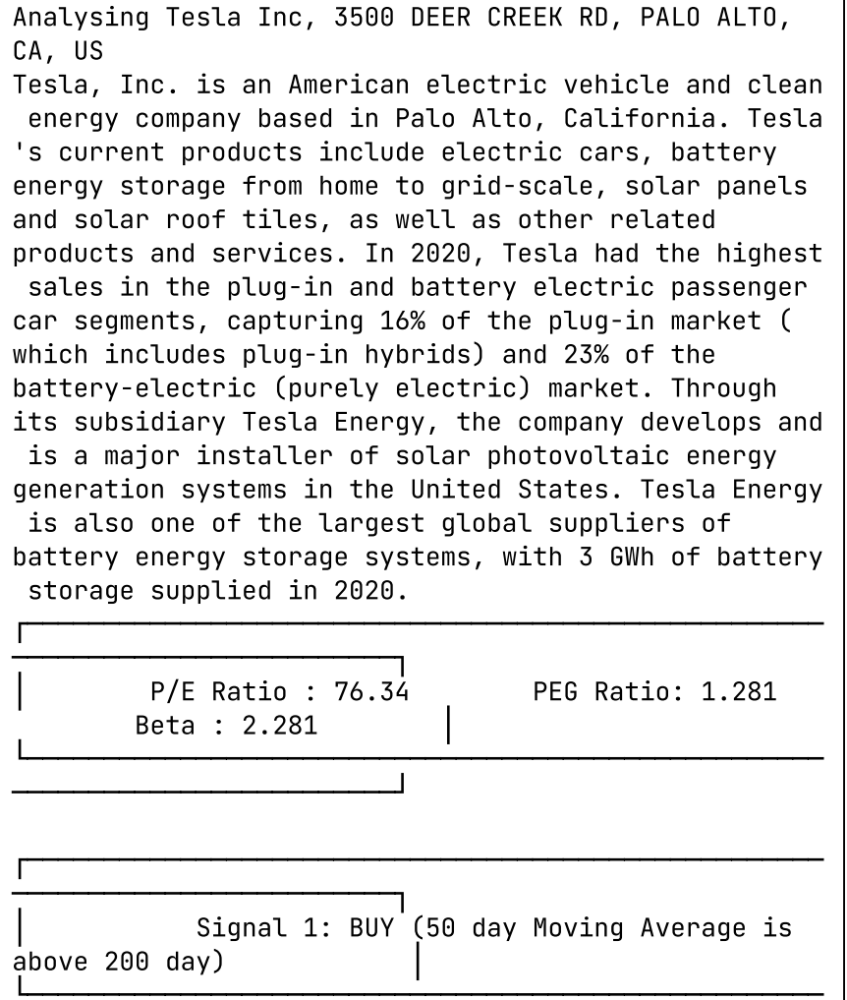 Analysing Tesla Inc, 3500 DEER CREEK RD, PALO ALTO,
CA, US
Tesla, Inc. is an American electric vehicle and clean
energy company based in Palo Alto, California. Tesla
's current products include electric cars, battery
energy storage from home to grid-scale, solar panels
and solar roof tiles, as well as other related
products and services. In 2020, Tesla had the highest
sales in the plug-in and battery electric passenger
car segments, capturing 16% of the plug-in market (
which includes plug-in hybrids) and 23% of the
battery-electric (purely electric) market. Through
its subsidiary Tesla Energy, the company develops and
is a major installer of solar photovoltaic energy
generation systems in the United States. Tesla Energy
is also one of the largest global suppliers of
battery energy storage systems, with 3 GWh of battery
storage supplied in 2020.
P/E Ratio : 76.34 PEG Ratio: 1.281
Beta : 2.281
Signal 1: BUY (50 day Moving Average is
above 200 day)